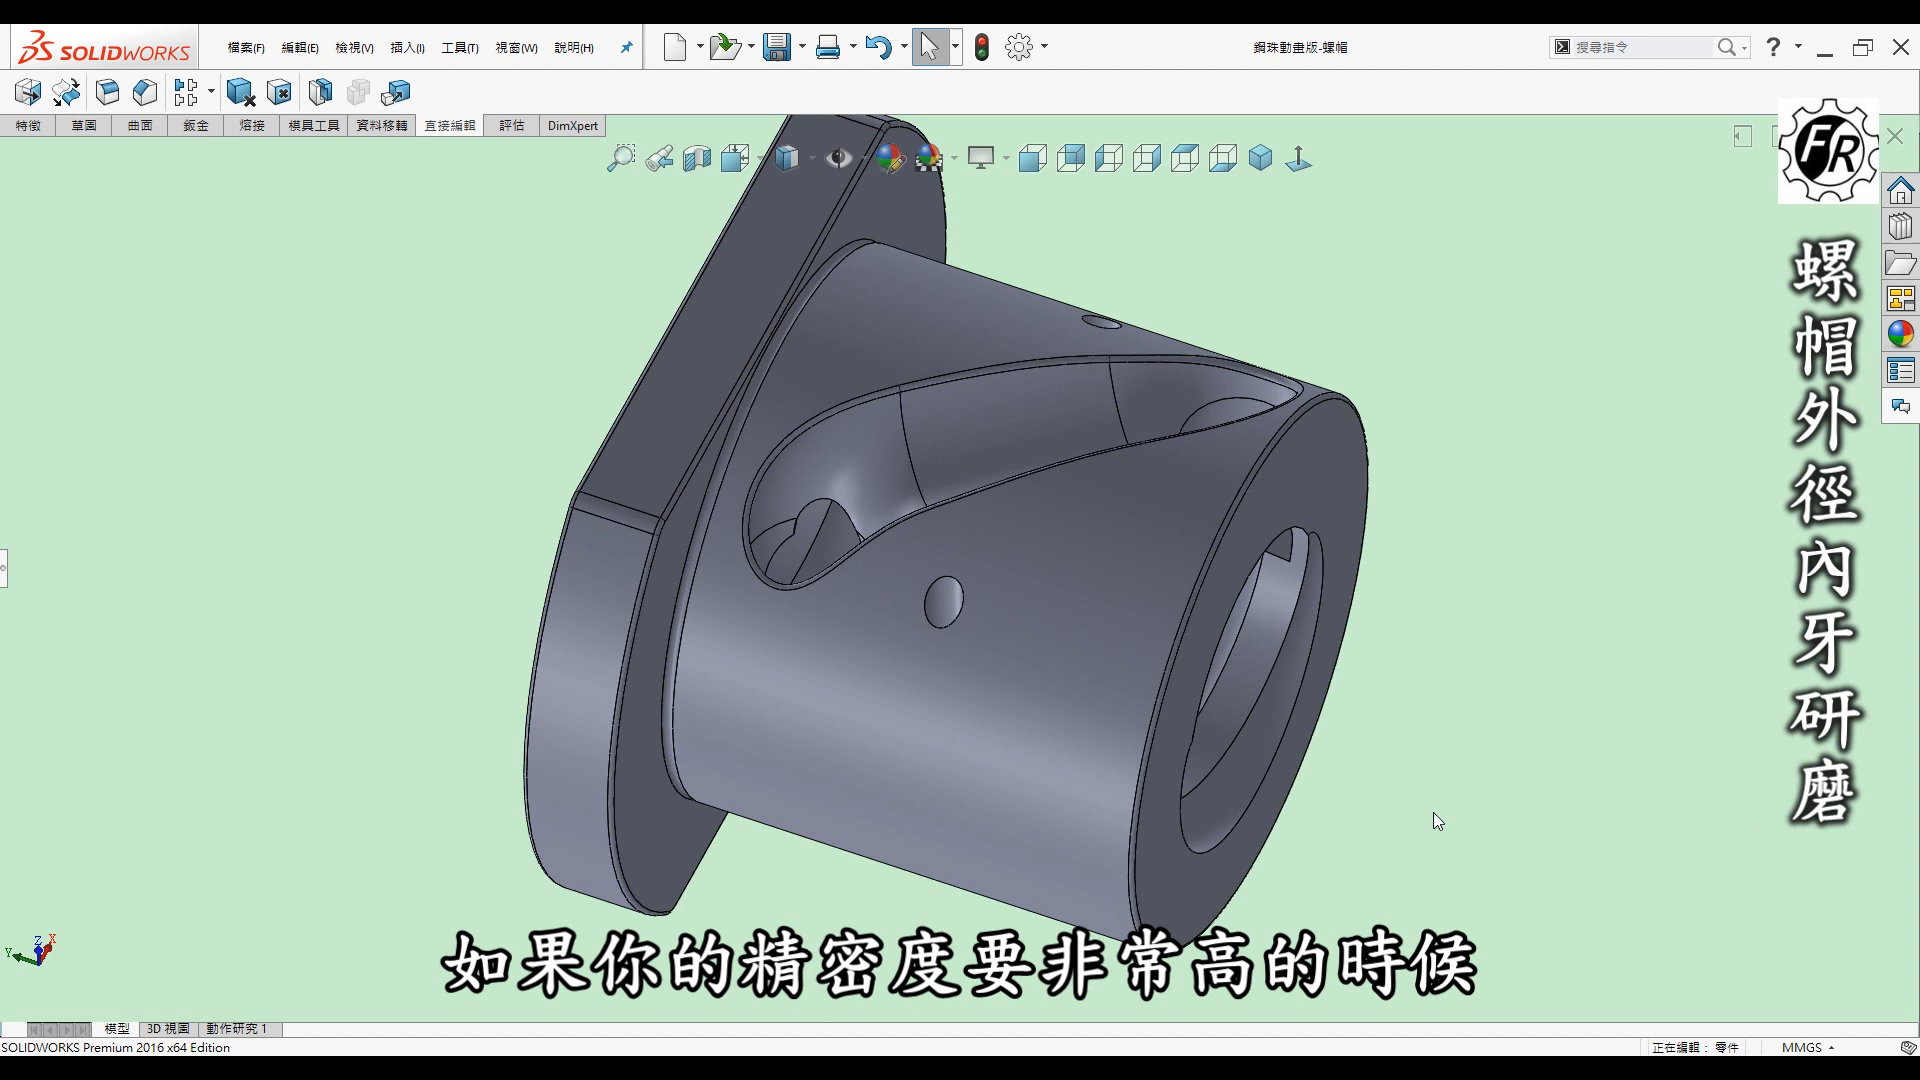 SOLIDWORKS 檔案(F) 編輯(E) 檢視(V) 插入(I) 工具(T) 視窗(W) 說明(H) 鋼珠動畫版-螺帽 搜尋指令
特徵 草圖 曲面 鈑金 熔接 模具工具 資料移轉 直接編輯 評估 DimXpert
FR
螺帽外徑內牙研磨
如果你的精密度要非常高的時候
Z X
Y
模型 3D 視圖 動作研究 1
SOLIDWORKS Premium 2016 x64 Edition 正在編輯： 零件 MMGS